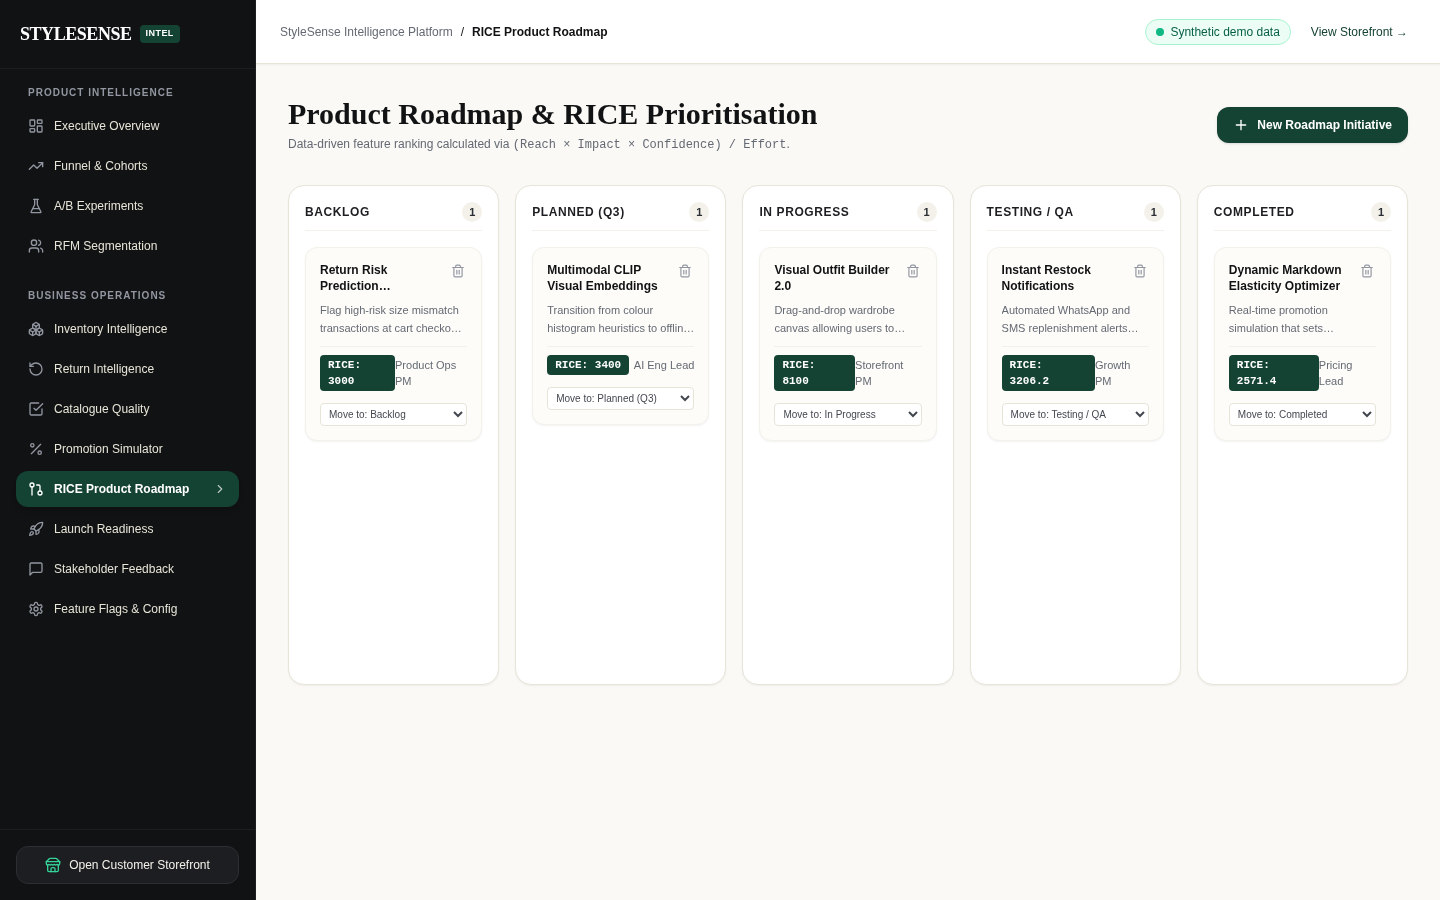 STYLESENSE INTEL
PRODUCT INTELLIGENCE
Executive Overview
Funnel & Cohorts
A/B Experiments
RFM Segmentation
BUSINESS OPERATIONS
Inventory Intelligence
Return Intelligence
Catalogue Quality
Promotion Simulator
RICE Product Roadmap
Launch Readiness
Stakeholder Feedback
Feature Flags & Config
Open Customer Storefront
StyleSense Intelligence Platform / RICE Product Roadmap
Synthetic demo data
View Storefront →
Product Roadmap & RICE Prioritisation
Data-driven feature ranking calculated via (Reach × Impact × Confidence) / Effort.
New Roadmap Initiative
BACKLOG 1
Return Risk
Prediction…
Flag high-risk size mismatch
transactions at cart checko…
RICE:
3000
Product Ops
PM
Move to: Backlog
PLANNED (Q3) 1
Multimodal CLIP
Visual Embeddings
Transition from colour
histogram heuristics to offlin…
RICE: 3400 AI Eng Lead
Move to: Planned (Q3)
IN PROGRESS 1
Visual Outfit Builder
2.0
Drag-and-drop wardrobe
canvas allowing users to…
RICE:
8100
Storefront
PM
Move to: In Progress
TESTING / QA 1
Instant Restock
Notifications
Automated WhatsApp and
SMS replenishment alerts…
RICE:
3206.2
Growth
PM
Move to: Testing / QA
COMPLETED 1
Dynamic Markdown
Elasticity Optimizer
Real-time promotion
simulation that sets…
RICE:
2571.4
Pricing
Lead
Move to: Completed